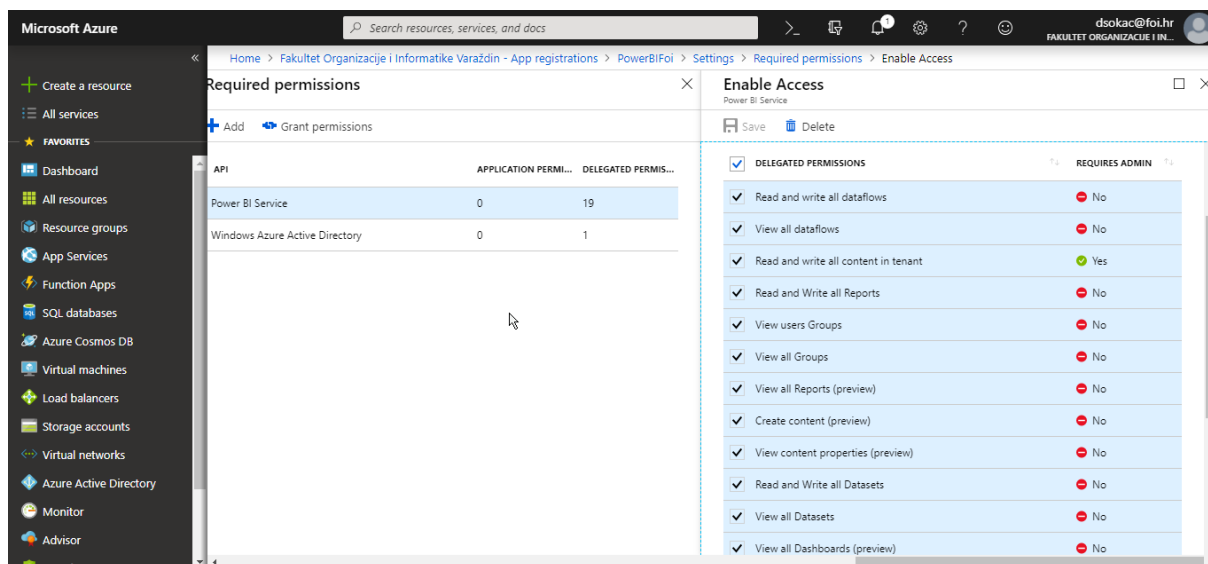 Microsoft Azure
Search resources, services, and docs
1
dsokac@foi.hr
FAKULTET ORGANIZACIJE I IN...
Home > Fakultet Organizacije i Informatike Varaždin - App registrations > PowerBIFoi > Settings > Required permissions > Enable Access
Create a resource
All services
FAVORITES
Dashboard
All resources
Resource groups
App Services
Function Apps
SQL databases
Azure Cosmos DB
Virtual machines
Load balancers
Storage accounts
Virtual networks
Azure Active Directory
Monitor
Advisor
Required permissions
Add Grant permissions
API APPLICATION PERMI... DELEGATED PERMIS...
Power BI Service 0 19
Windows Azure Active Directory 0 1
Enable Access
Power BI Service
Save Delete
DELEGATED PERMISSIONS REQUIRES ADMIN
Read and write all dataflows No
View all dataflows No
Read and write all content in tenant Yes
Read and Write all Reports No
View users Groups No
View all Groups No
View all Reports (preview) No
Create content (preview) No
View content properties (preview) No
Read and Write all Datasets No
View all Datasets No
View all Dashboards (preview) No